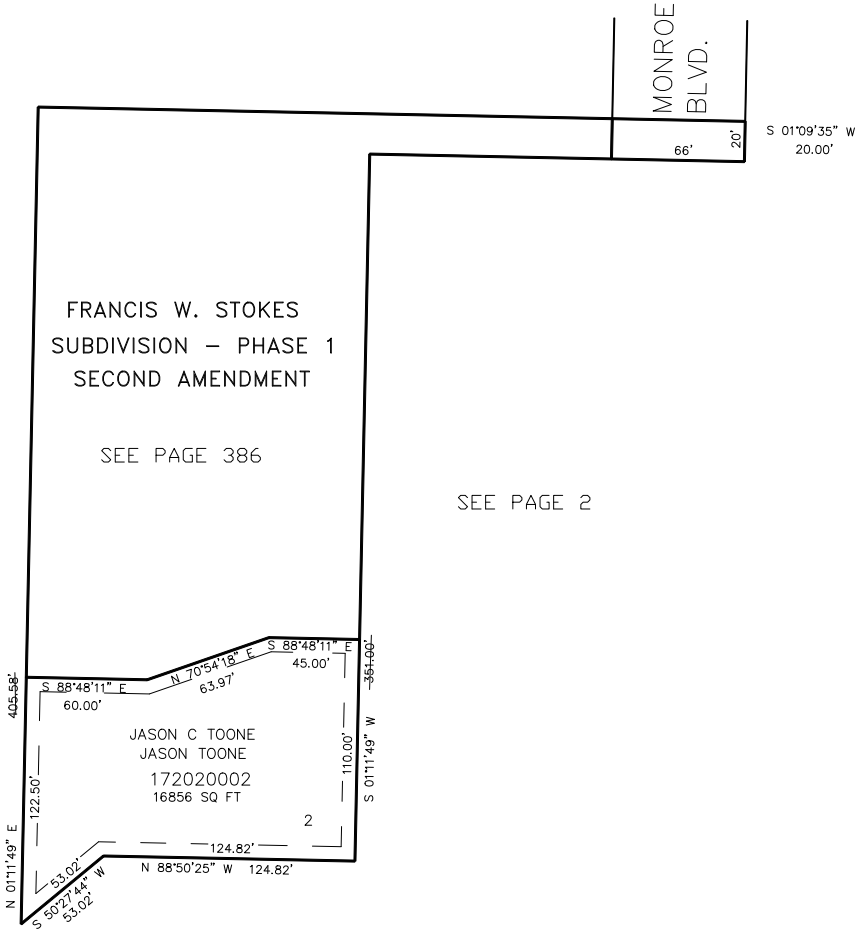 MONROE
BLVD.
S 01°09'35" W
20.00'
20'
66'
FRANCIS W. STOKES
SUBDIVISION – PHASE 1
SECOND AMENDMENT
SEE PAGE 386
SEE PAGE 2
S 88°48'11" E
45.00'
N 70°54'18" E
63.97'
S 88°48'11" E
60.00'
351.00'
405.58'
JASON C TOONE
JASON TOONE
172020002
16856 SQ FT
2
110.00'
S 01°11'49" W
122.50'
N 01°11'49" E
124.82'
N 88°50'25" W 124.82'
53.02'
S 50°27'44" W
53.02'